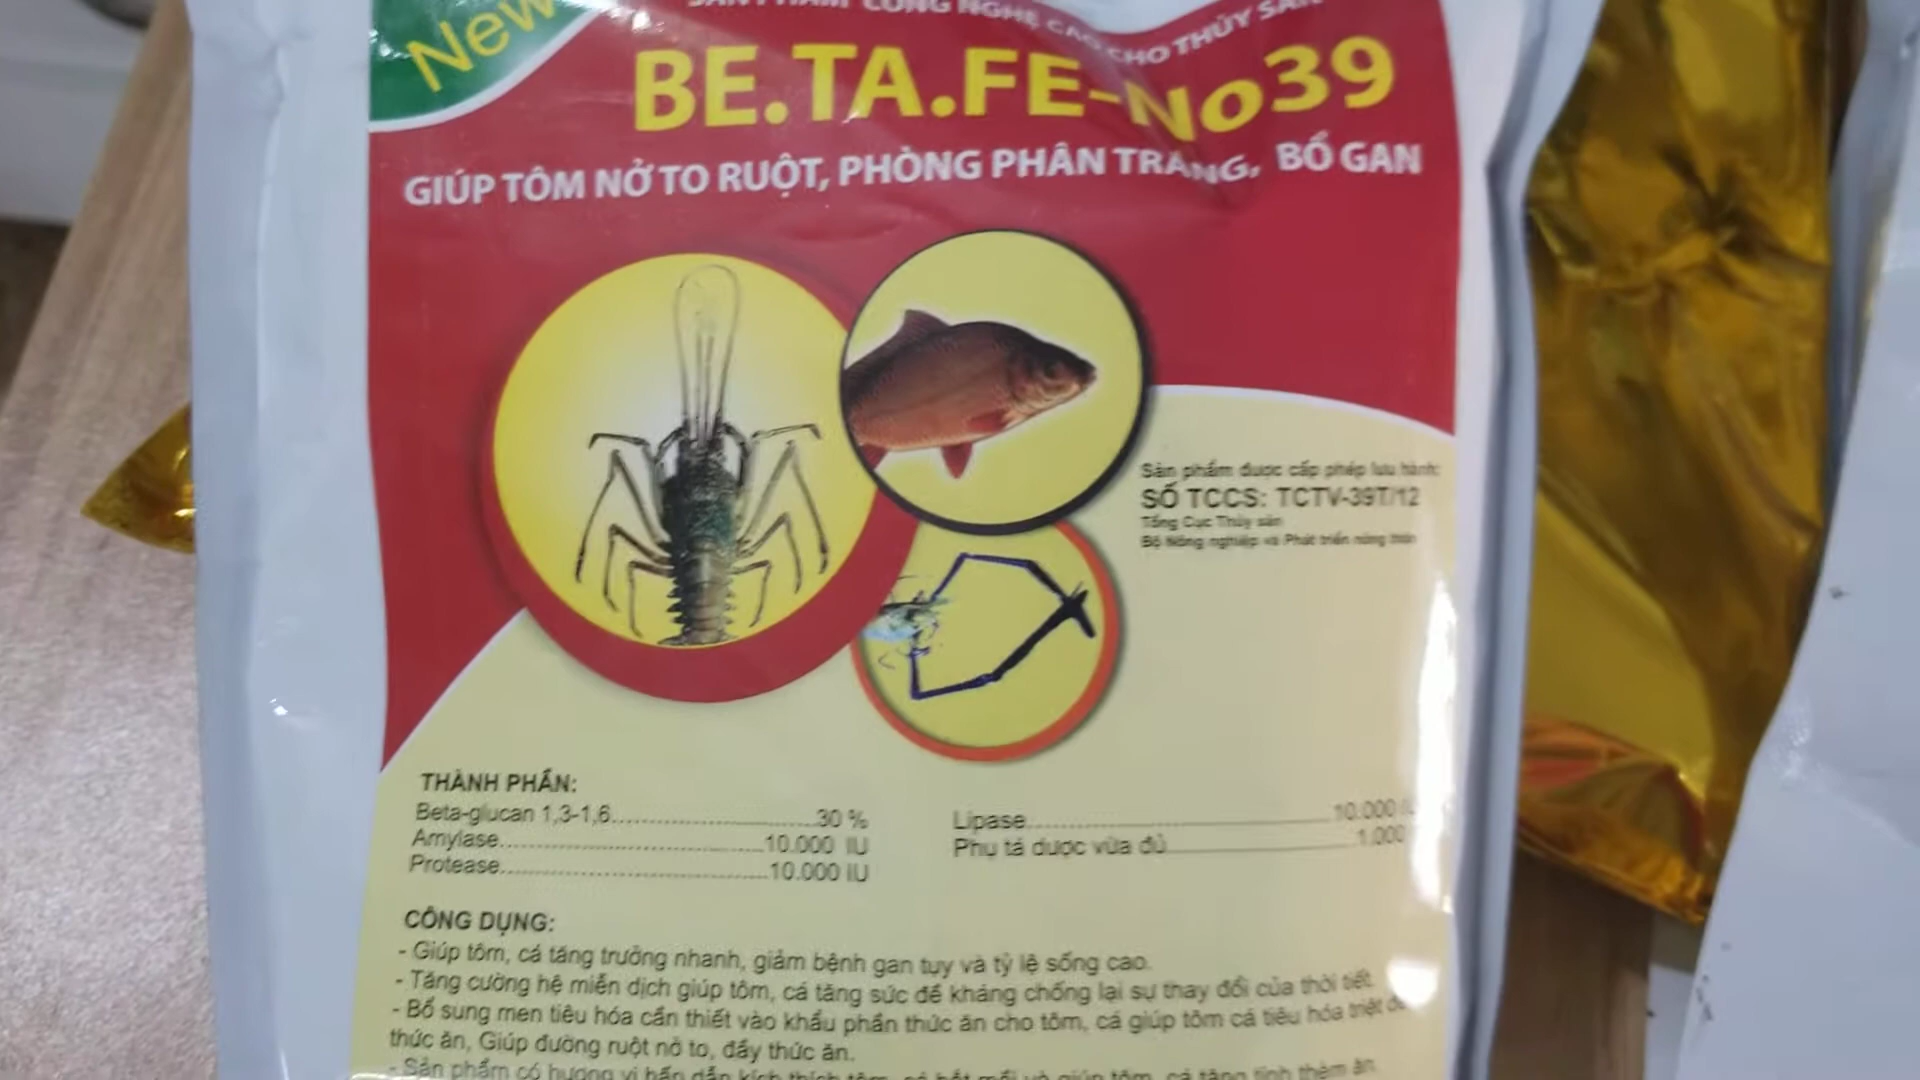 New
SẢN PHẨM CÔNG NGHỆ CAO CHO THỦY SẢN
BE.TA.FE-No39
GIÚP TÔM NỞ TO RUỘT, PHÒNG PHÂN TRẮNG, BỔ GAN
Sản phẩm được cấp phép lưu hành:
SỐ TCCS: TCTV-39T/12
Tổng Cục Thủy sản
Bộ Nông nghiệp và Phát triển nông thôn
THÀNH PHẦN:
Beta-glucan 1,3-1,6.......................................30 %
Amylase.................................................10.000 IU
Protease.................................................10.000 IU
Lipase.................................................10.000
Phụ tá dược vừa đủ.................................1.000
CÔNG DỤNG:
- Giúp tôm, cá tăng trưởng nhanh, giảm bệnh gan tụy và tỷ lệ sống cao.
- Tăng cường hệ miễn dịch giúp tôm, cá tăng sức đề kháng chống lại sự thay đổi của thời tiết.
- Bổ sung men tiêu hóa cần thiết vào khẩu phần thức ăn cho tôm, cá giúp tôm cá tiêu hóa triệt để
thức ăn, Giúp đường ruột nở to, đầy thức ăn.
- Sản phẩm có hương vị hấp dẫn kích thích tôm, cá bắt mồi và giúp tôm, cá tăng tính thèm ăn